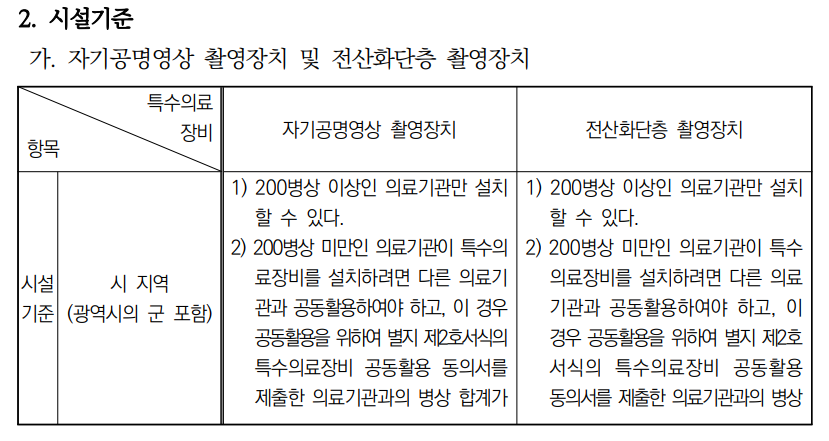 2. 시설기준
가. 자기공명영상 촬영장치 및 전산화단층 촬영장치
특수의료
장비
항목
자기공명영상 촬영장치
전산화단층 촬영장치
시설
기준
시 지역
(광역시의 군 포함)
1) 200병상 이상인 의료기관만 설치
할 수 있다.
2) 200병상 미만인 의료기관이 특수의
료장비를 설치하려면 다른 의료기
관과 공동활용하여야 하고, 이 경우
공동활용을 위하여 별지 제2호서식의
특수의료장비 공동활용 동의서를
제출한 의료기관과의 병상 합계가
1) 200병상 이상인 의료기관만 설치
할 수 있다.
2) 200병상 미만인 의료기관이 특수
의료장비를 설치하려면 다른 의료
기관과 공동활용하여야 하고, 이
경우 공동활용을 위하여 별지 제2호
서식의 특수의료장비 공동활용
동의서를 제출한 의료기관과의 병상